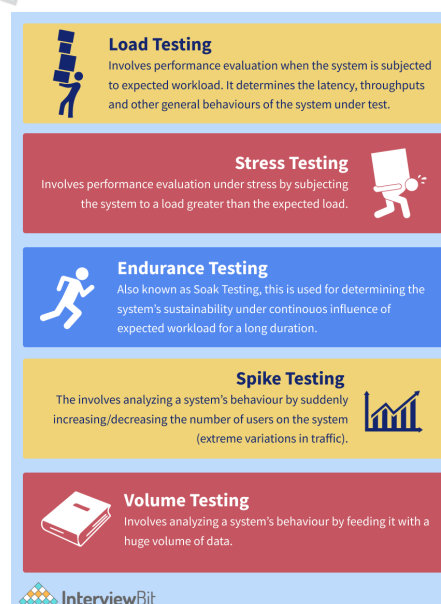 Load Testing
Involves performance evaluation when the system is subjected
to expected workload. It determines the latency, throughputs
and other general behaviours of the system under test.
Stress Testing
Involves performance evaluation under stress by subjecting
the system to a load greater than the expected load.
Endurance Testing
Also known as Soak Testing, this is used for determining the
system's sustainability under continouos influence of
expected workload for a long duration.
Spike Testing
The involves analyzing a system's behaviour by suddenly
increasing/decreasing the number of users on the system
(extreme variations in traffic).
Volume Testing
Involves analyzing a system's behaviour by feeding it with a
huge volume of data.
InterviewBit